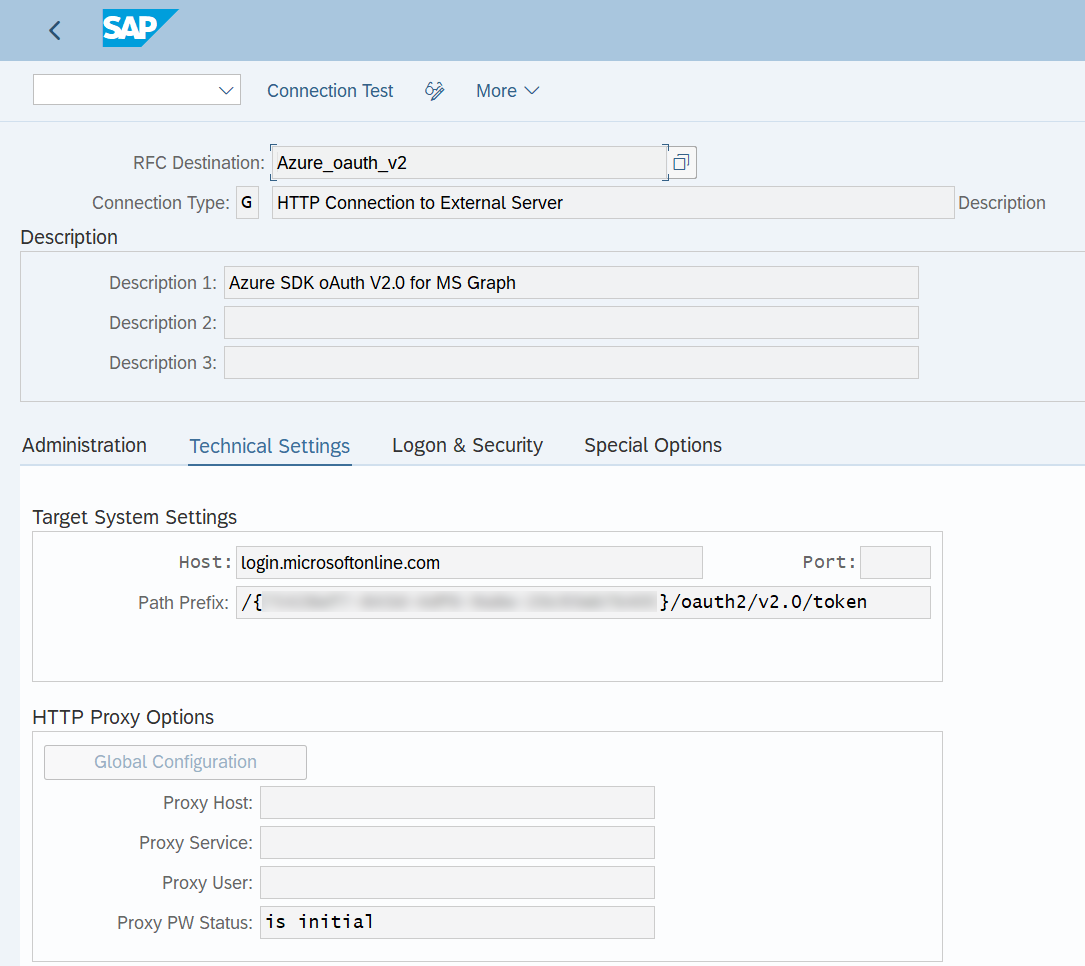 SAP
Connection Test More
RFC Destination: Azure_oauth_v2
Connection Type: G HTTP Connection to External Server Description
Description
Description 1: Azure SDK oAuth V2.0 for MS Graph
Description 2:
Description 3:
Administration Technical Settings Logon & Security Special Options
Target System Settings
Host: login.microsoftonline.com Port:
Path Prefix: /{ }/oauth2/v2.0/token
HTTP Proxy Options
Global Configuration
Proxy Host:
Proxy Service:
Proxy User:
Proxy PW Status: is initial